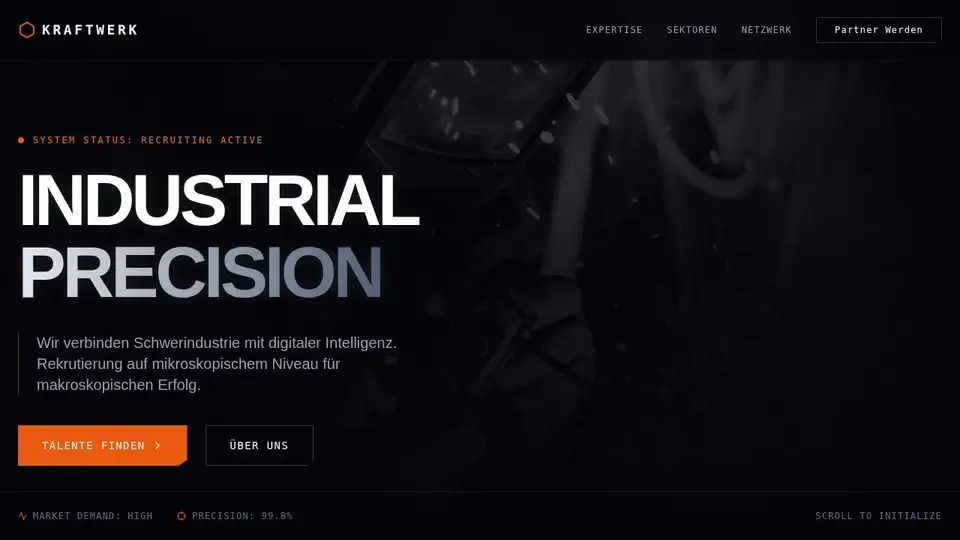 KRAFTWERK
EXPERTISE
SEKTOREN
NETZWERK
Partner Werden
SYSTEM STATUS: RECRUITING ACTIVE
INDUSTRIAL
PRECISION
Wir verbinden Schwerindustrie mit digitaler Intelligenz.
Rekrutierung auf mikroskopischem Niveau für
makroskopischen Erfolg.
TALENTE FINDEN
ÜBER UNS
MARKET DEMAND: HIGH
PRECISION: 99.8%
SCROLL TO INITIALIZE